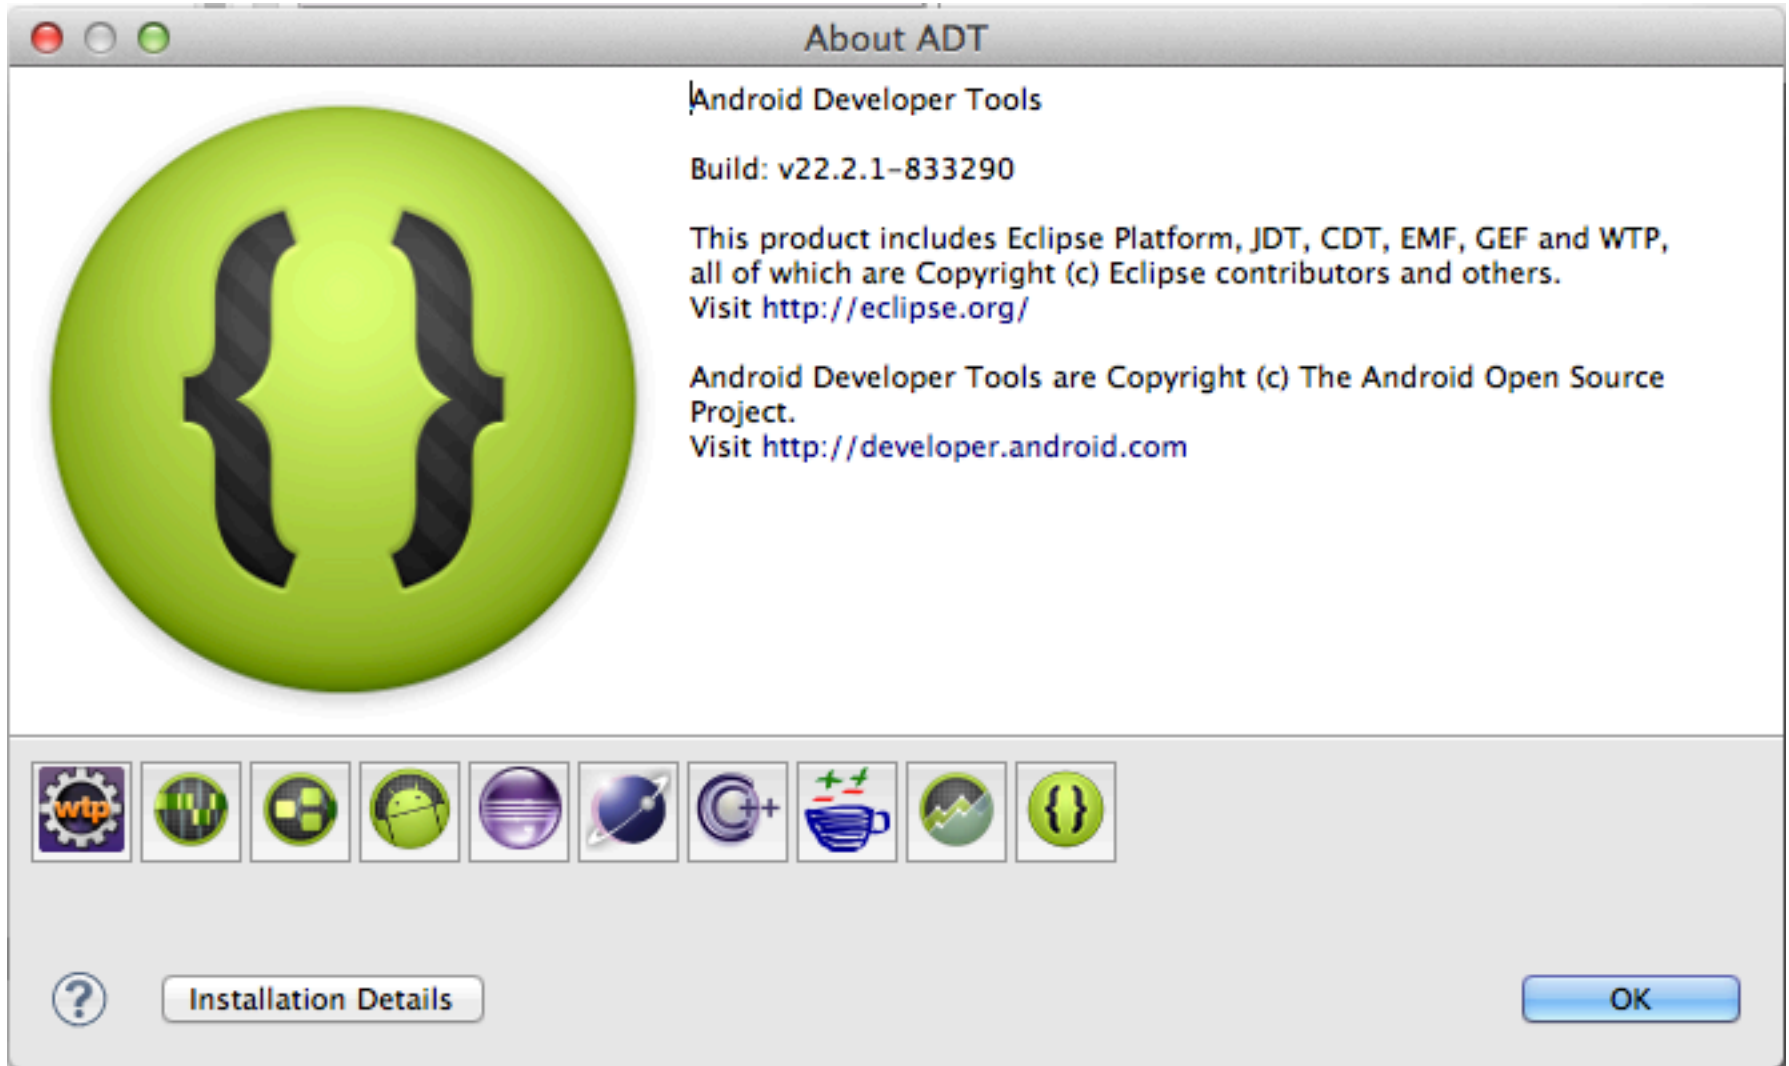 About ADT
Android Developer Tools
Build: v22.2.1-833290
This product includes Eclipse Platform, JDT, CDT, EMF, GEF and WTP,
all of which are Copyright (c) Eclipse contributors and others.
Visit http://eclipse.org/
Android Developer Tools are Copyright (c) The Android Open Source
Project.
Visit http://developer.android.com
wtp
C++
?
Installation Details
OK